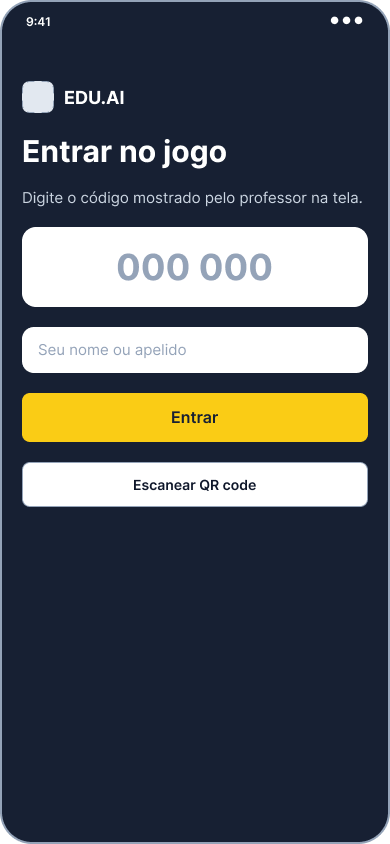 9:41
EDU.AI
Entrar no jogo
Digite o código mostrado pelo professor na tela.
000 000
Seu nome ou apelido
Entrar
Escanear QR code